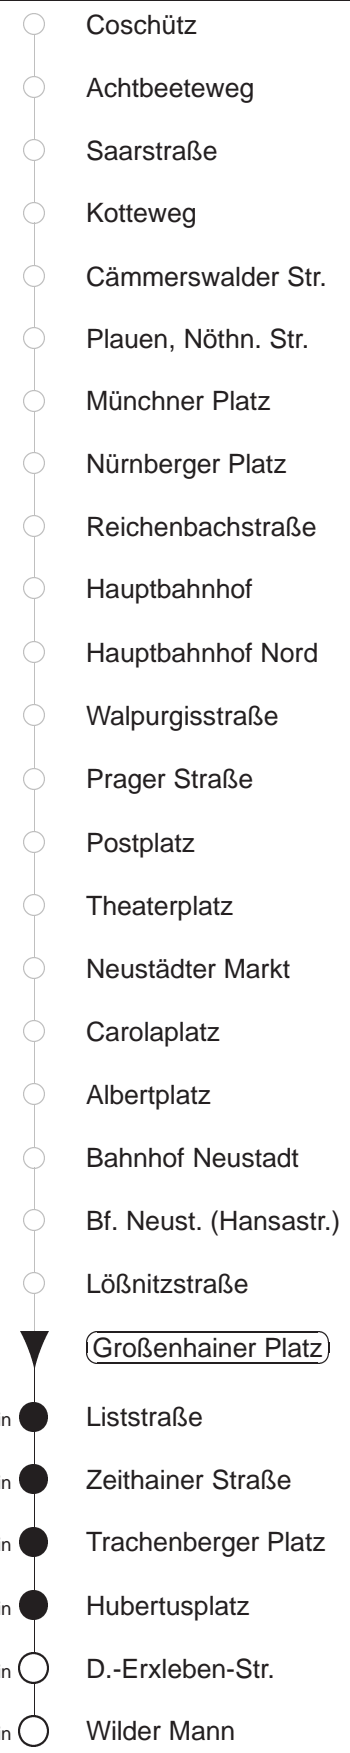 Coschütz
Achtbeeteweg
Saarstraße
Kotteweg
Cämmerswalder Str.
Plauen, Nöthn. Str.
Münchner Platz
Nürnberger Platz
Reichenbachstraße
Hauptbahnhof
Hauptbahnhof Nord
Walpurgisstraße
Prager Straße
Postplatz
Theaterplatz
Neustädter Markt
Carolaplatz
Albertplatz
Bahnhof Neustadt
Bf. Neust. (Hansastr.)
Lößnitzstraße
Großenhainer Platz
Liststraße
Zeithainer Straße
Trachenberger Platz
Hubertusplatz
D.-Erxleben-Str.
Wilder Mann